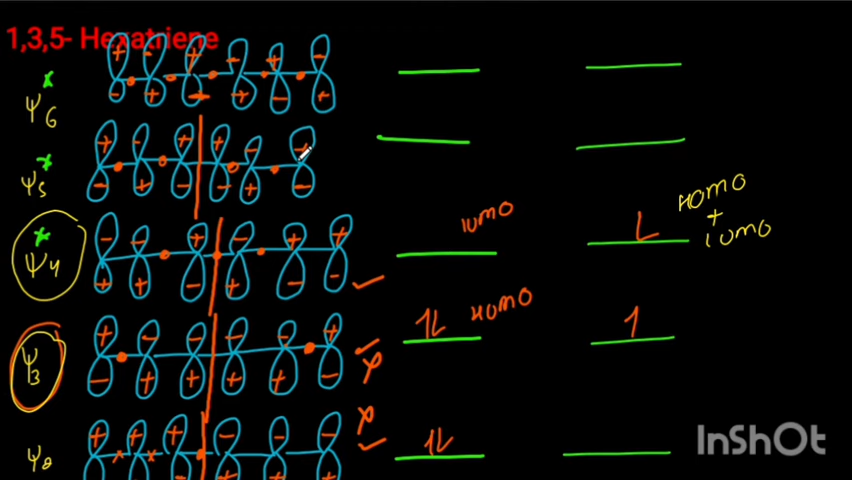 1,3,5- Hexatriene
+ - + - + -
- + - + - +
ψ6*
+ - + + - +
- + - - + -
ψ5*
HOMO
+
LUMO
LUMO
- - + - + +
+ + - + - -
ψ4*
HOMO
+ - - - - +
- + + + + -
ψ3
+ + + - - -
ψ2
InShOt